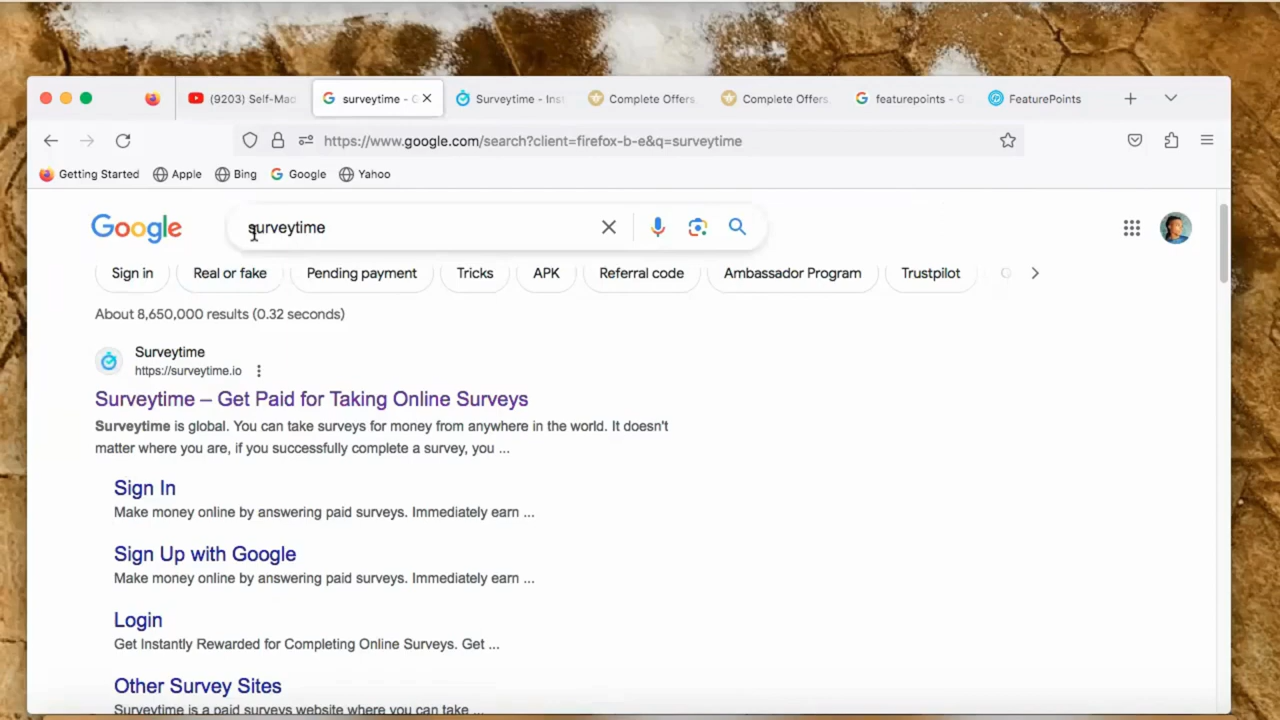 (9203) Self-Mad
surveytime - G
Surveytime - Inst
Complete Offers,
Complete Offers,
featurepoints - G
FeaturePoints
https://www.google.com/search?client=firefox-b-e&q=surveytime
Getting Started
Apple
Bing
Google
Yahoo
Google
surveytime
Sign in
Real or fake
Pending payment
Tricks
APK
Referral code
Ambassador Program
Trustpilot
About 8,650,000 results (0.32 seconds)
Surveytime
https://surveytime.io
Surveytime – Get Paid for Taking Online Surveys
Surveytime is global. You can take surveys for money from anywhere in the world. It doesn't
matter where you are, if you successfully complete a survey, you ...
Sign In
Make money online by answering paid surveys. Immediately earn ...
Sign Up with Google
Make money online by answering paid surveys. Immediately earn ...
Login
Get Instantly Rewarded for Completing Online Surveys. Get ...
Other Survey Sites
Surveytime is a paid surveys website where you can take ...